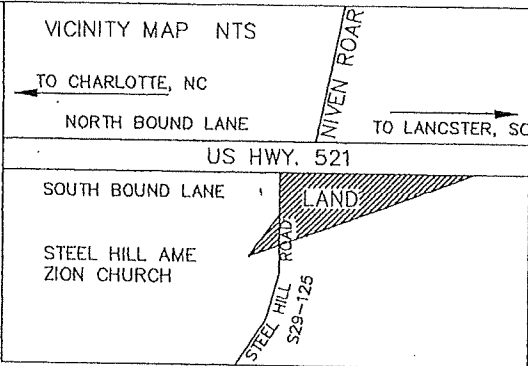 VICINITY MAP NTS
NIVEN ROAR
TO CHARLOTTE, NC
NORTH BOUND LANE
TO LANCSTER, SC
US HWY. 521
SOUTH BOUND LANE
LAND
STEEL HILL AME
ZION CHURCH
STEEL HILL ROAD
S29-125